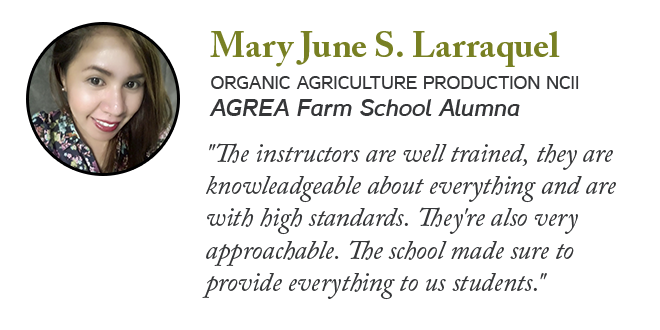 Mary June S. Larraquel
ORGANIC AGRICULTURE PRODUCTION NCII
AGREA Farm School Alumna
"The instructors are well trained, they are
knowleadgeable about everything and are
with high standards. They're also very
approachable. The school made sure to
provide everything to us students."